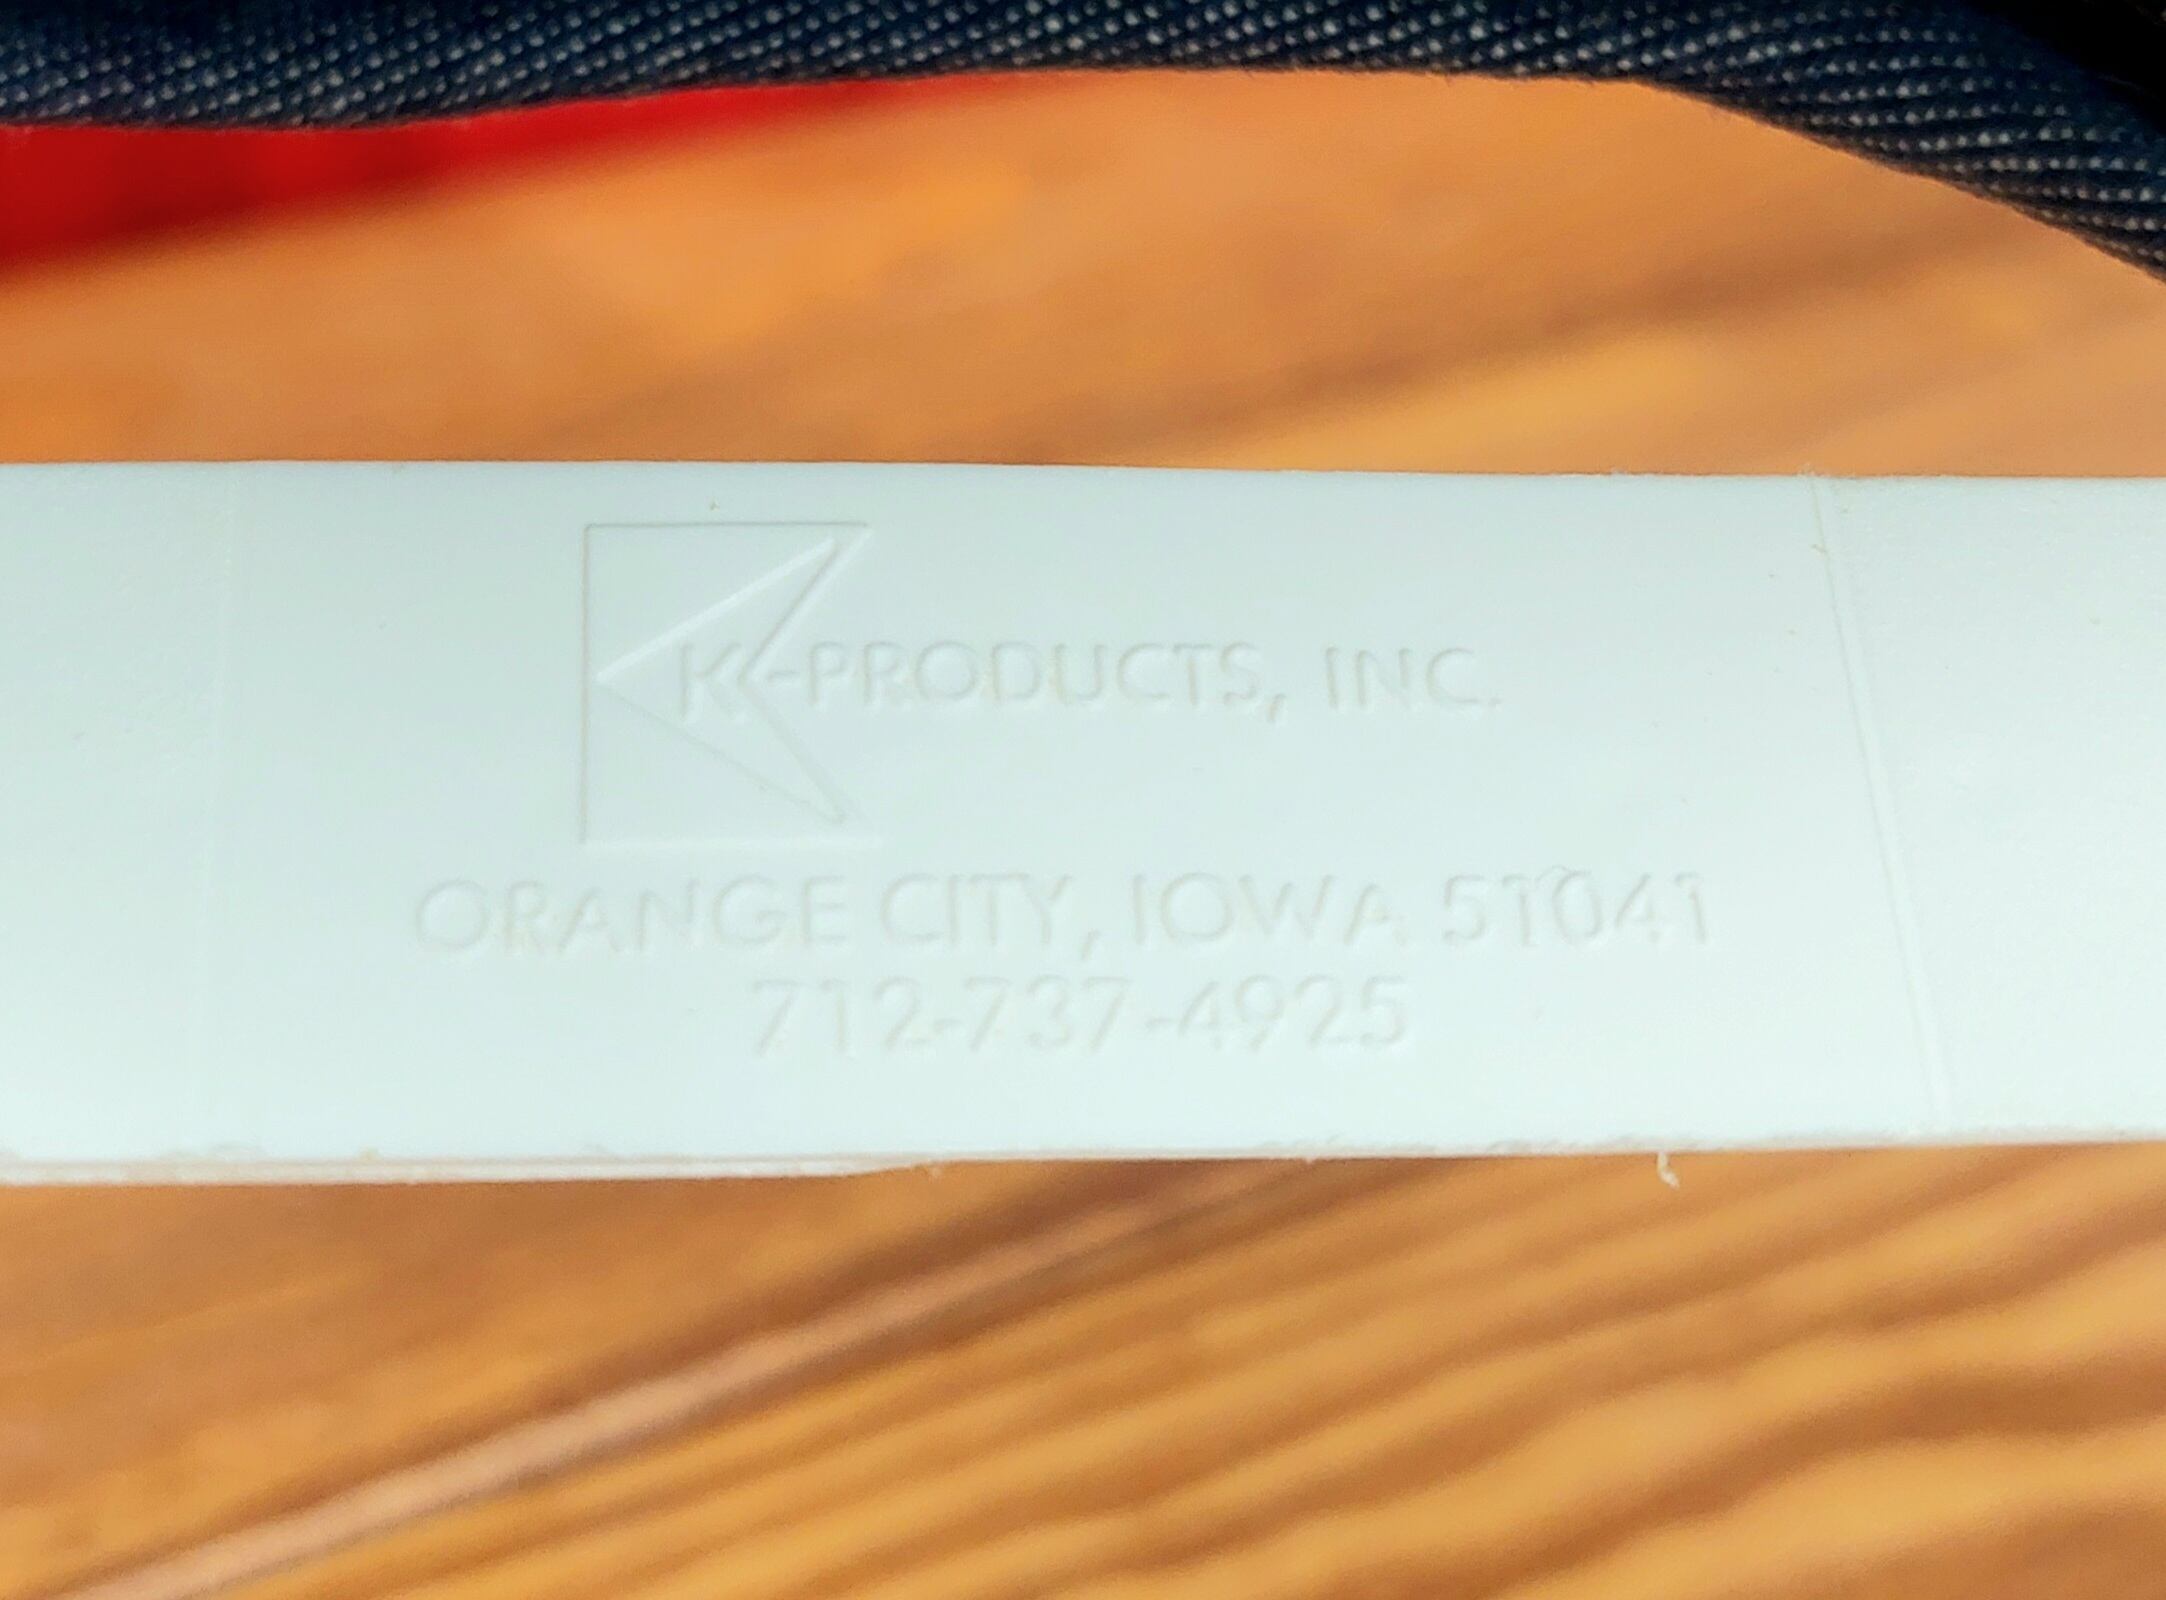 K-PRODUCTS, INC.
ORANGE CITY, IOWA 51041
712-737-4925